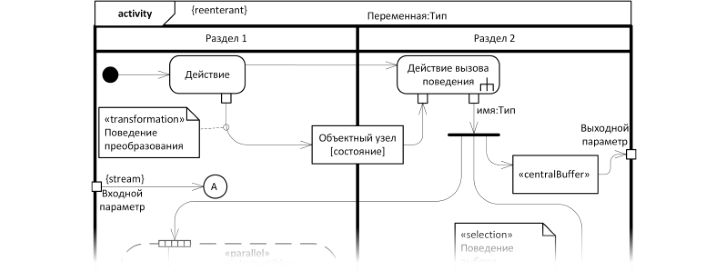 activity
{reenterant}
Переменная:Тип
Раздел 1
Раздел 2
Действие
Действие вызова
поведения
имя:Тип
«transformation»
Поведение
преобразования
Объектный узел
[состояние]
Выходной
параметр
{stream}
Входной
параметр
A
«centralBuffer»
«parallel»
«selection»
Поведение